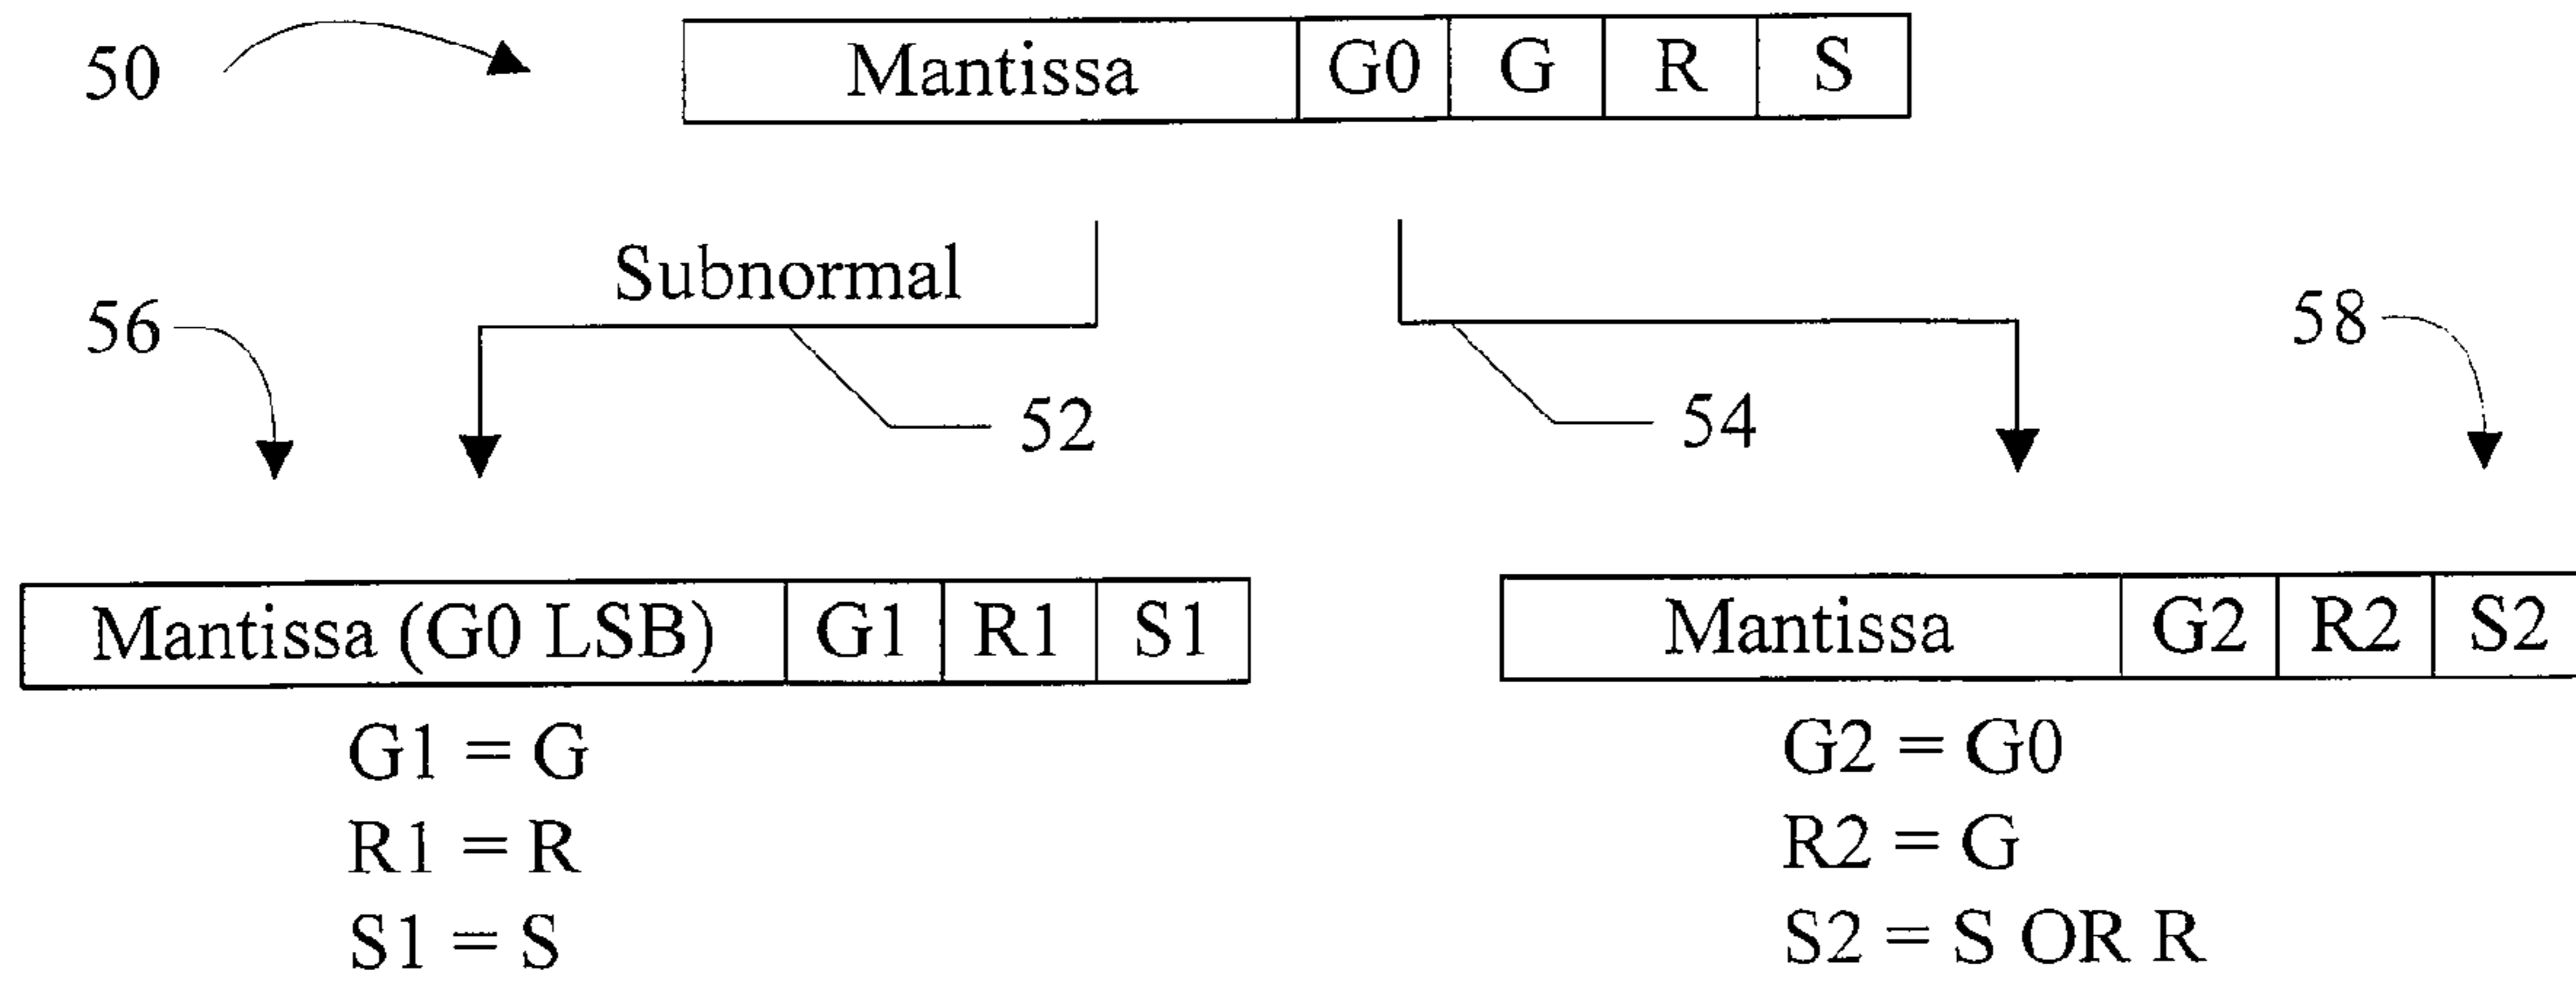 50 Mantissa G0 G R S
Subnormal
56 58
52 54
Mantissa (G0 LSB) G1 R1 S1 Mantissa G2 R2 S2
G1 = G G2 = G0
R1 = R R2 = G
S1 = S S2 = S OR R